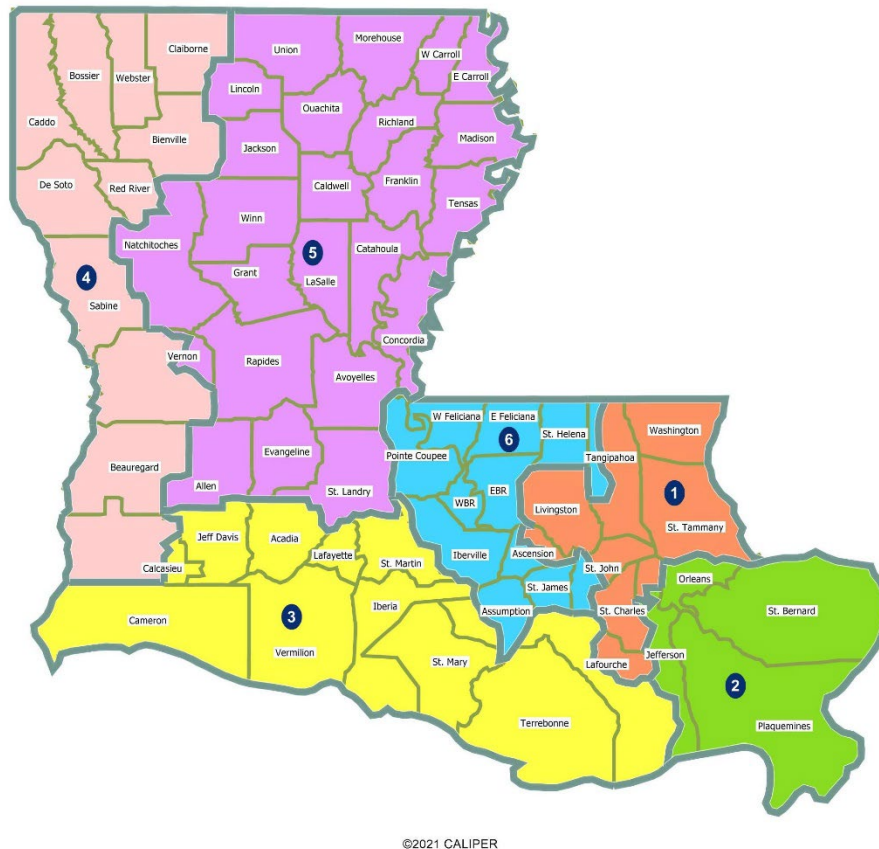 Claiborne
Union
Morehouse
W Carroll
E Carroll
Bossier
Webster
Lincoln
Ouachita
Richland
Caddo
Bienville
Madison
Jackson
De Soto
Red River
Caldwell
Franklin
Tensas
Winn
Natchitoches
Catahoula
5
Grant
LaSalle
4
Sabine
Concordia
Vernon
Rapides
Avoyelles
W Feliciana
E Feliciana
St. Helena
Washington
6
Pointe Coupee
Tangipahoa
Beauregard
Evangeline
Allen
St. Landry
EBR
WBR
Livingston
1
St. Tammany
Jeff Davis
Acadia
Lafayette
St. Martin
Iberville
Ascension
St. John
Calcasieu
Orleans
St. James
Iberia
Assumption
St. Charles
St. Bernard
Cameron
3
Vermilion
St. Mary
Lafourche
Jefferson
2
Terrebonne
Plaquemines
©2021 CALIPER